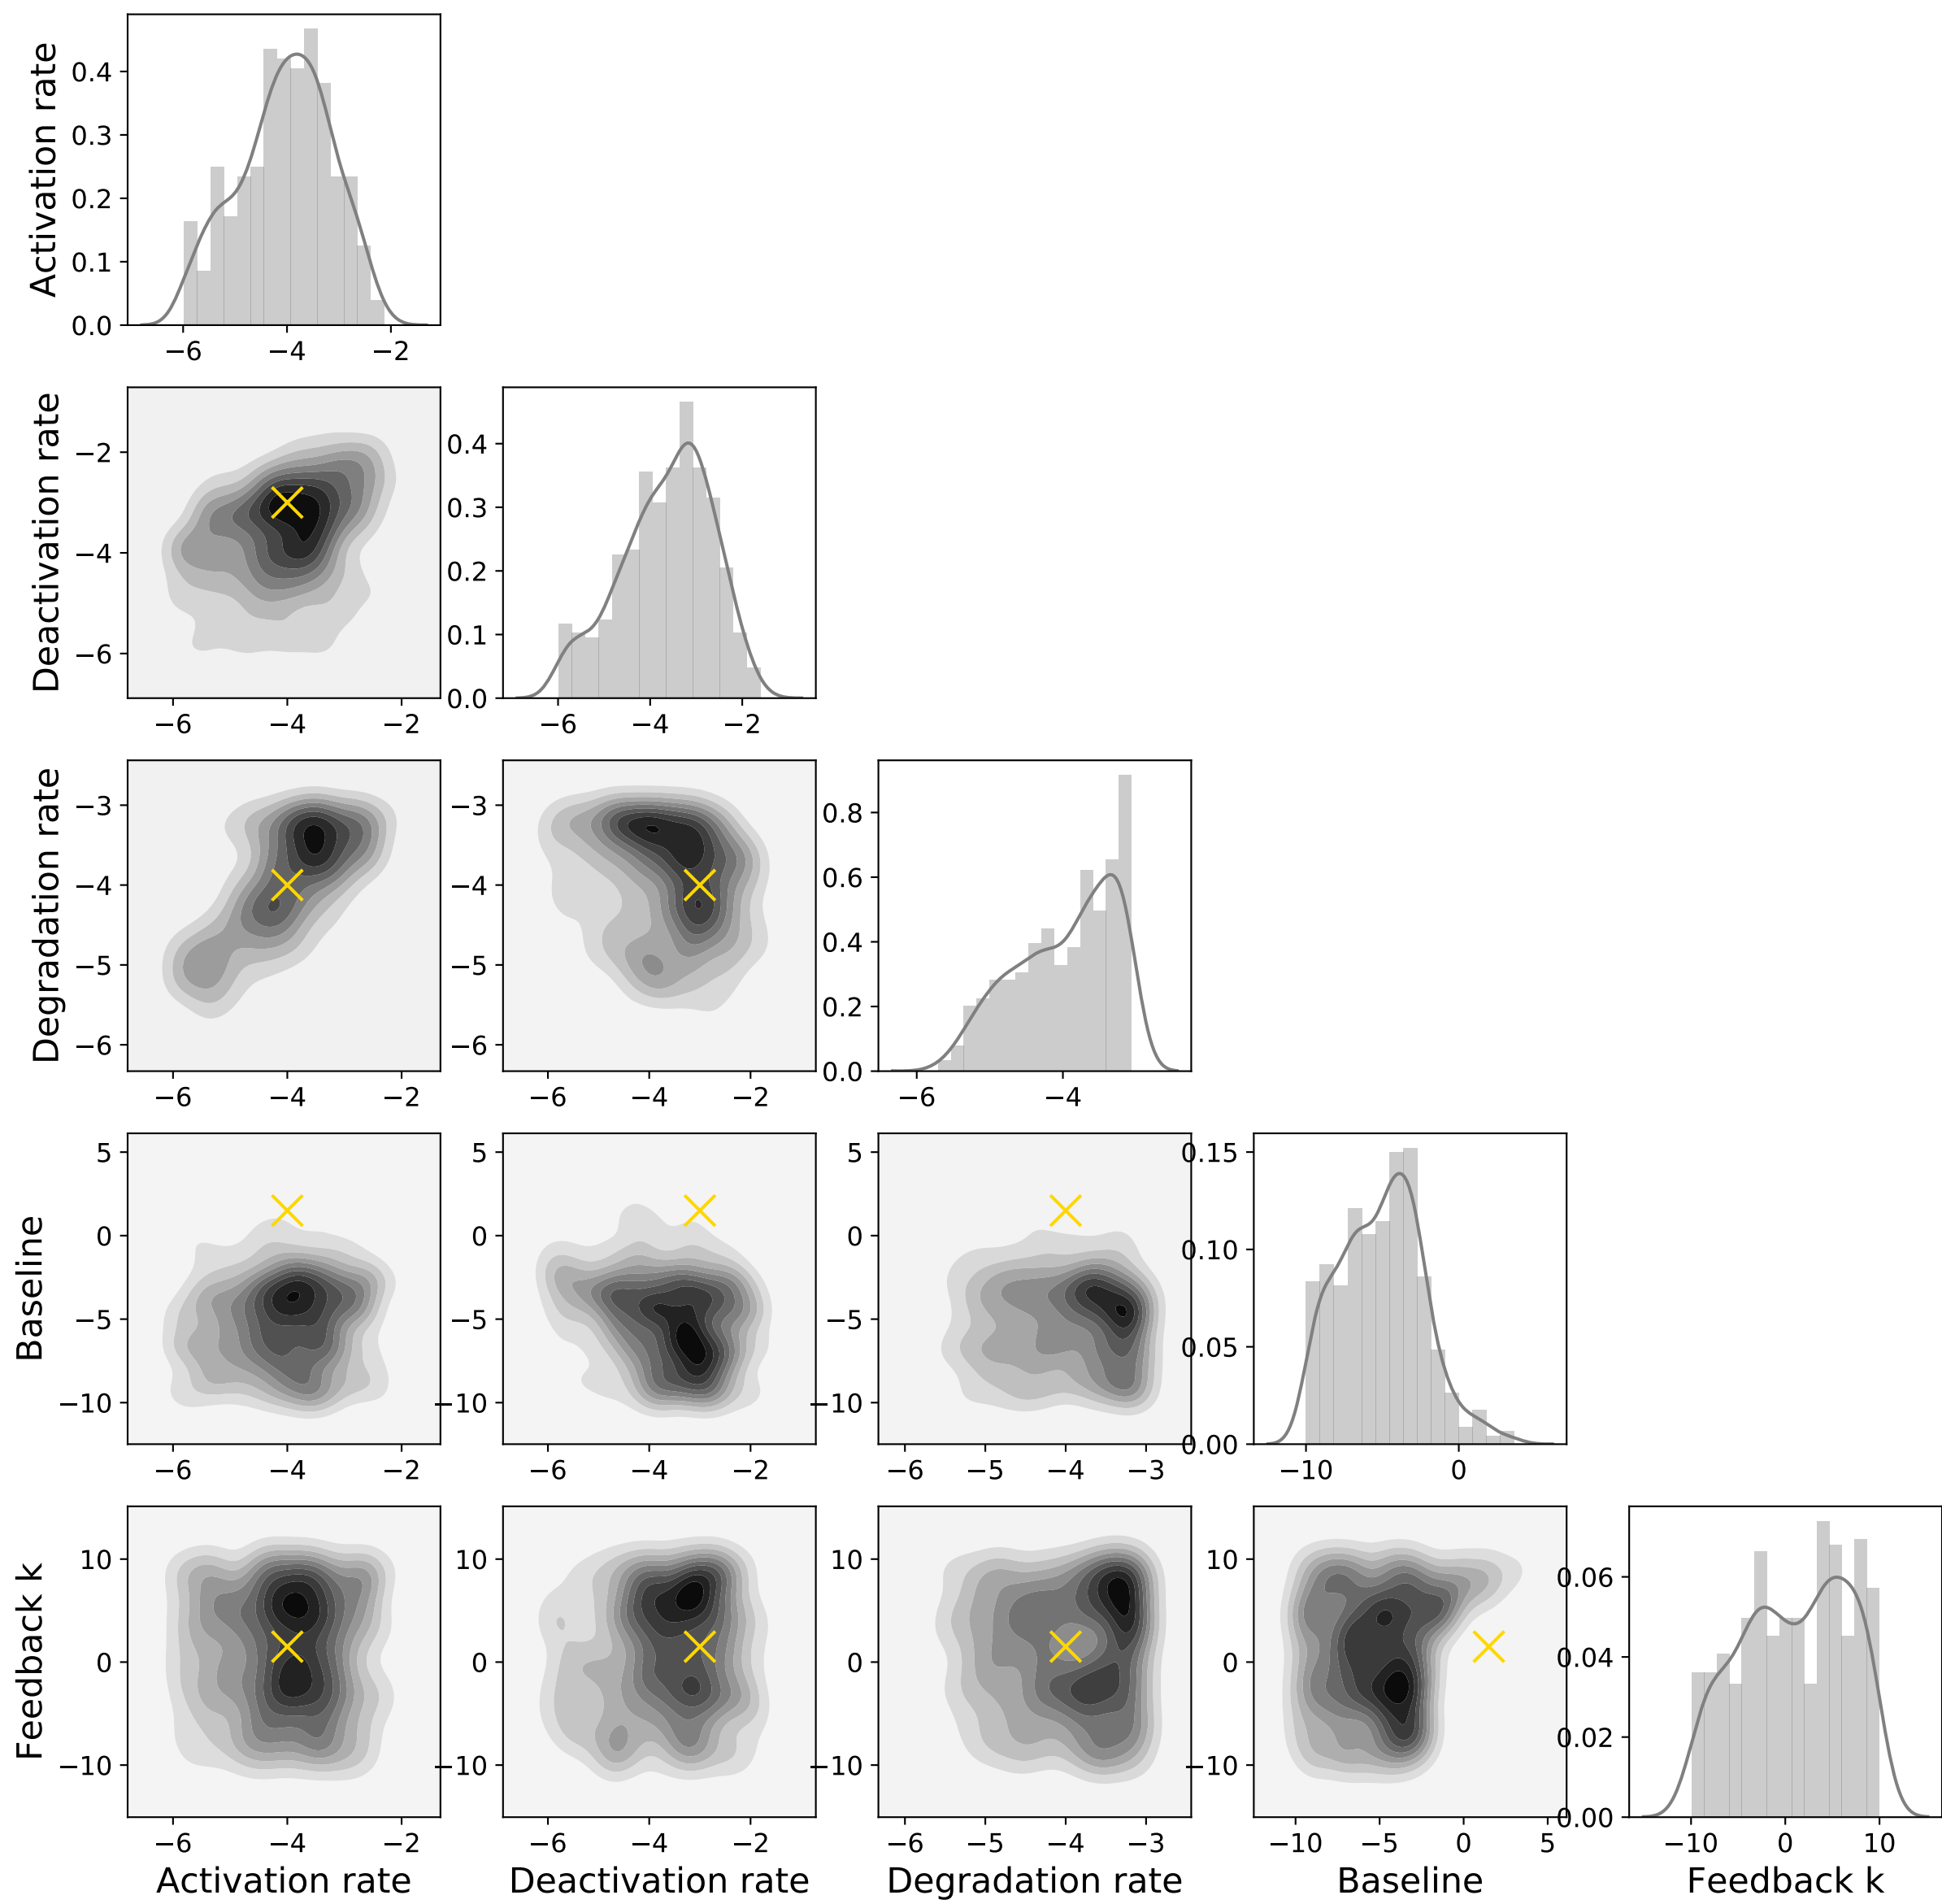 Activation rate
0.4
0.3
0.2
0.1
0.0
−6 −4 −2
Deactivation rate
−2
−4
−6
−6 −4 −2
0.4
0.3
0.2
0.1
0.0
−6 −4 −2
Degradation rate
−3
−4
−5
−6
−6 −4 −2
−3
−4
−5
−6
−6 −4 −2
0.8
0.6
0.4
0.2
0.0
−6 −4
Baseline
5
0
−5
−10
−6 −4 −2
5
0
−5
−10
−6 −4 −2
5
0
−5
−10
−6 −5 −4 −3
0.15
0.10
0.05
0.00
−10 0
Feedback k
10
0
−10
−6 −4 −2
Activation rate
10
0
−10
−6 −4 −2
Deactivation rate
10
0
−10
−6 −5 −4 −3
Degradation rate
10
0
−10
−10 −5 0 5
Baseline
0.06
0.04
0.02
0.00
−10 0 10
Feedback k